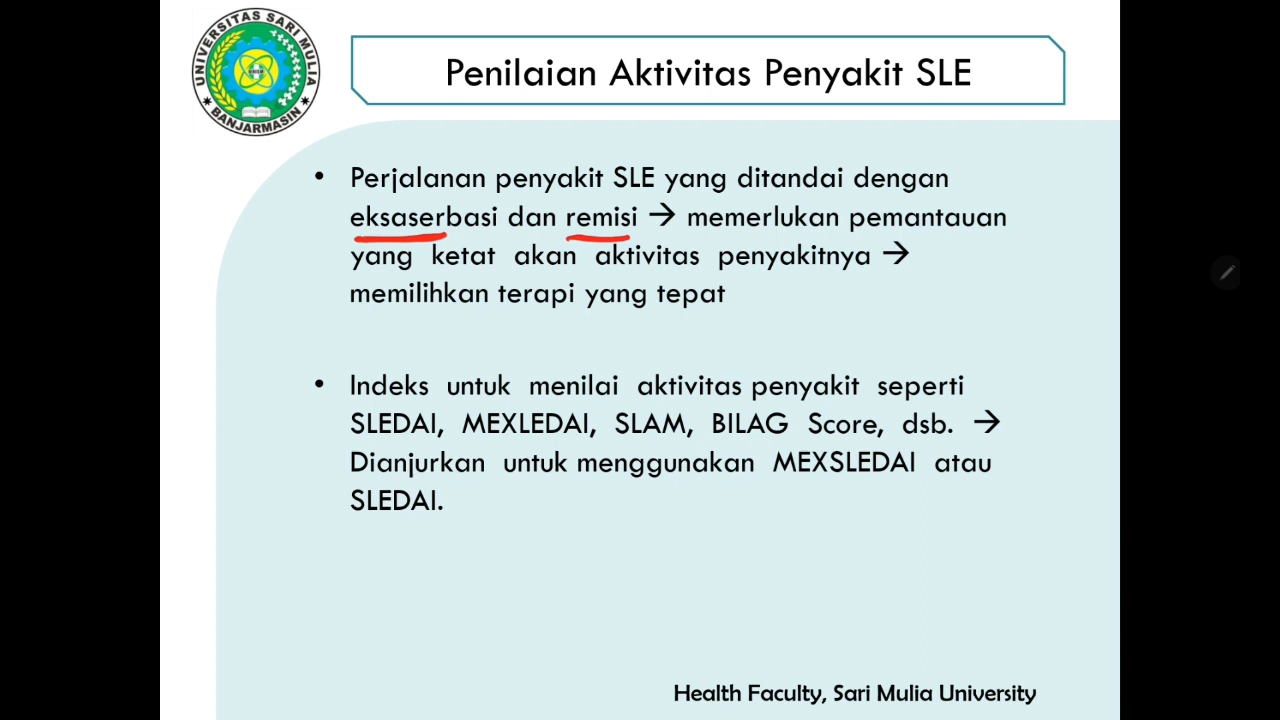 UNIVERSITAS SARI MULIA
BANJARMASIN
Penilaian Aktivitas Penyakit SLE
• Perjalanan penyakit SLE yang ditandai dengan
eksaserbasi dan remisi → memerlukan pemantauan
yang ketat akan aktivitas penyakitnya →
memilihkan terapi yang tepat
• Indeks untuk menilai aktivitas penyakit seperti
SLEDAI, MEXLEDAI, SLAM, BILAG Score, dsb. →
Dianjurkan untuk menggunakan MEXSLEDAI atau
SLEDAI.
Health Faculty, Sari Mulia University